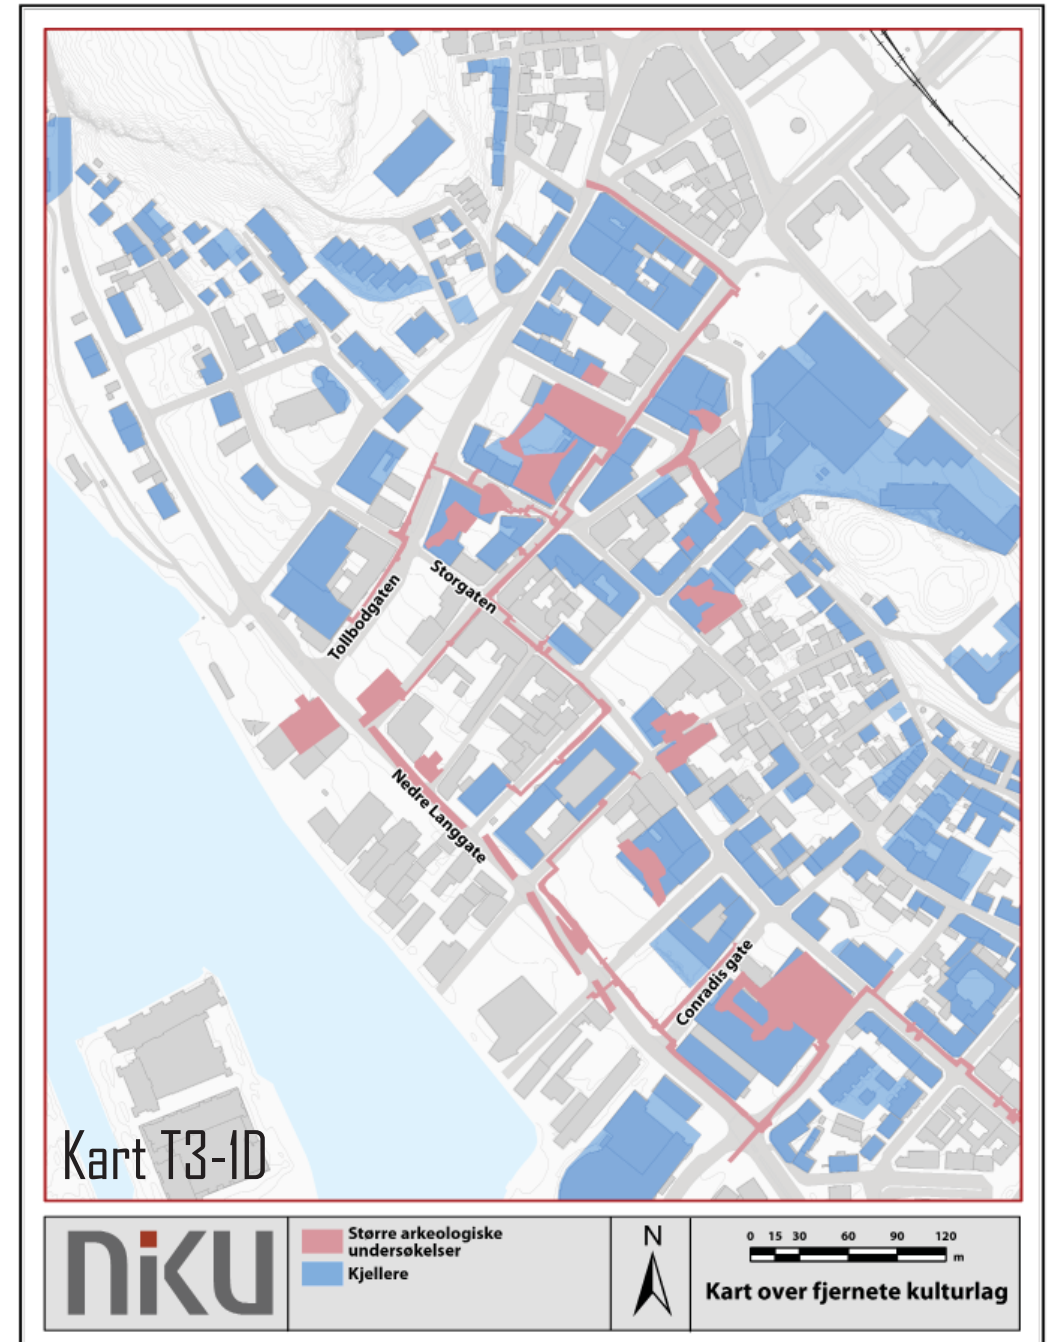 Storgaten
Tollbodgaten
Nedre Langgate
Conradis gate
Kart T3-1D
niku
Større arkeologiske
undersøkelser
Kjellere
N
0 15 30 60 90 120
m
Kart over fjernete kulturlag